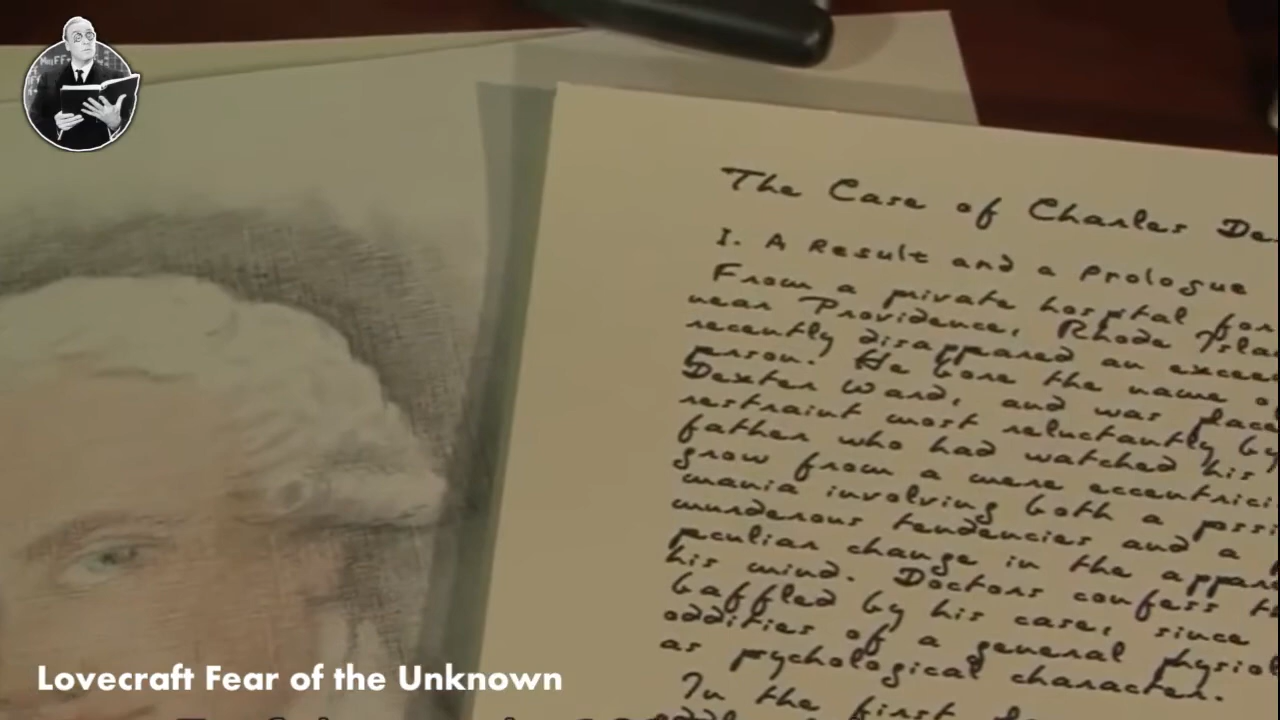 The Case of Charles De
I. A Result and a Prologue
From a private hospital for
near Providence, Rhode Isla
recently disappeared an excee
person. He bore the name o
Dexter Ward, and was place
restraint most reluctantly by
father who had watched his
grow from a mere eccentrici
mania involving both a possi
murderous tendencies and a
peculiar change in the appar
his mind. Doctors confess th
baffled by his case, since
oddities of a general physiol
as psychological character.
In the first
Lovecraft Fear of the Unknown